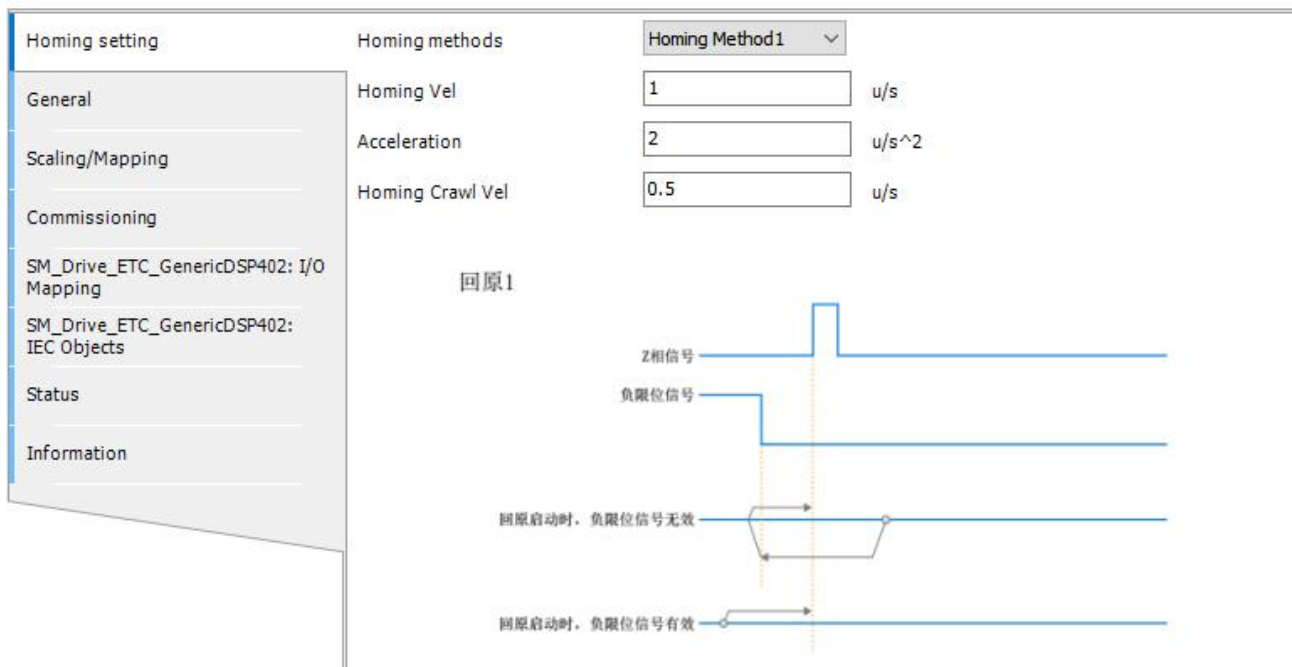 Homing setting
General
Scaling/Mapping
Commissioning
SM_Drive_ETC_GenericDSP402: I/O
Mapping
SM_Drive_ETC_GenericDSP402:
IEC Objects
Status
Information
Homing methods
Homing Method1
Homing Vel
1
u/s
Acceleration
2
u/s^2
Homing Crawl Vel
0.5
u/s
回原1
Z相信号
负限位信号
回原启动时，负限位信号无效
回原启动时，负限位信号有效